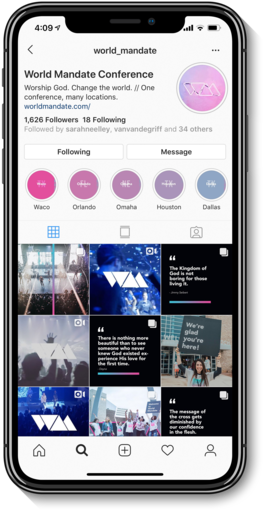 4:09
world_mandate
World Mandate Conference
Worship God. Change the world. // One
conference, many locations.
worldmandate.com/
1,626 Followers 18 Following
Followed by sarahneelley, vanvandegriff and 34 others
Following
Message
Waco
Orlando
Omaha
Houston
Dallas
The Kingdom of
God is not
boring for those
living it.
There is nothing more
beautiful than to see
someone who never
knew God existed ex-
perience His love for
the first time.
We're
glad
you're
here!
The message of
the cross gets
diminished by
our confidence
in the flesh.